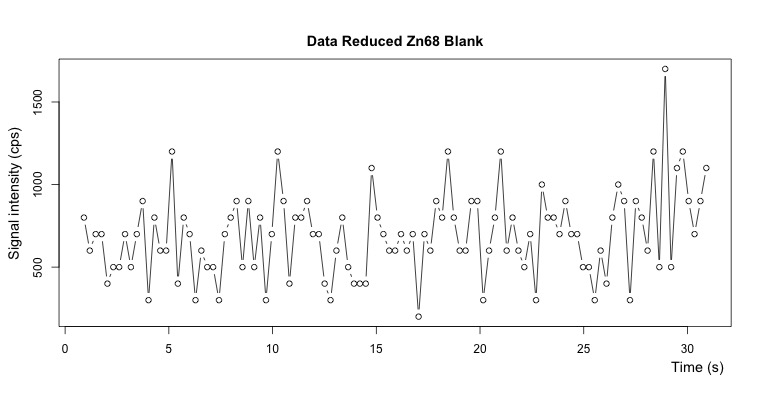 Data Reduced Zn68 Blank
Signal intensity (cps)
1500
1000
500
0 5 10 15 20 25 30
Time (s)